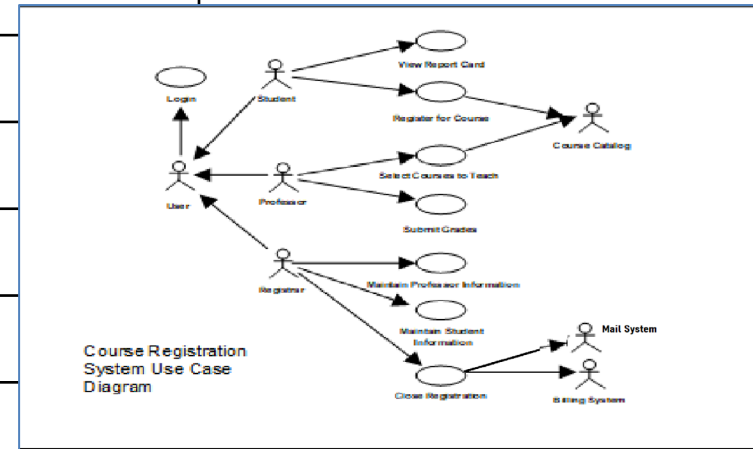 View Report Card
Login
Student
Register for Course
Course Catalog
Select Courses to Teach
User
Professor
Submit Grades
Maintain Professor Information
Registrar
Maintain Student
Information
Mail System
Close Registration
Billing System
Course Registration
System Use Case
Diagram